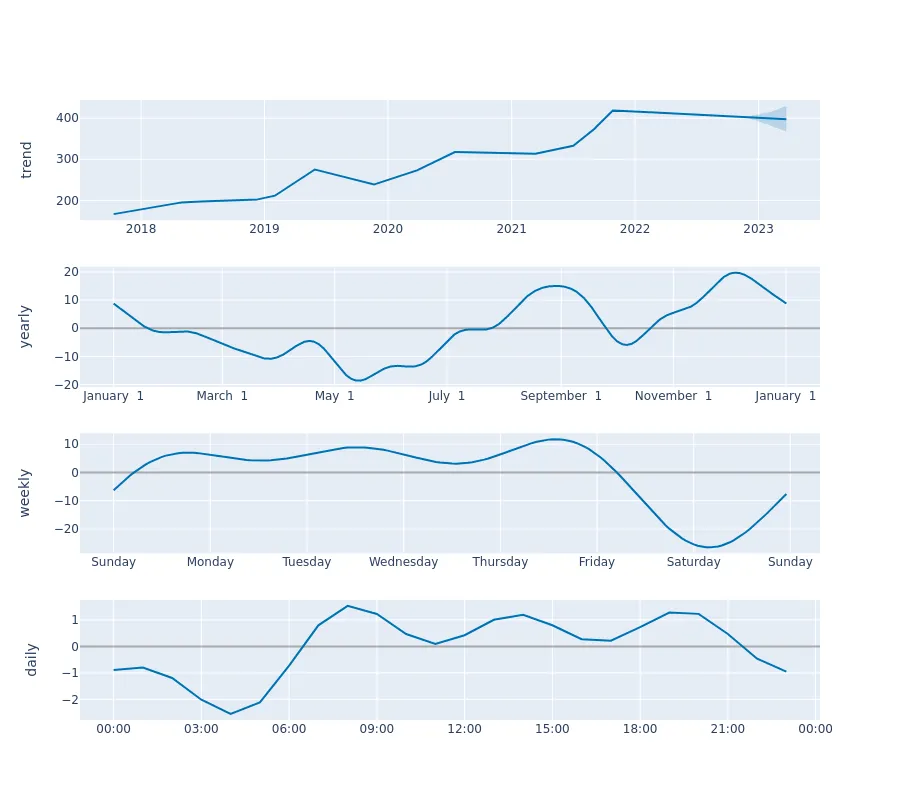 trend
400
300
200
2018 2019 2020 2021 2022 2023
yearly
20
10
0
−10
−20
January 1 March 1 May 1 July 1 September 1 November 1 January 1
weekly
10
0
−10
−20
Sunday Monday Tuesday Wednesday Thursday Friday Saturday Sunday
daily
1
0
−1
−2
00:00 03:00 06:00 09:00 12:00 15:00 18:00 21:00 00:00